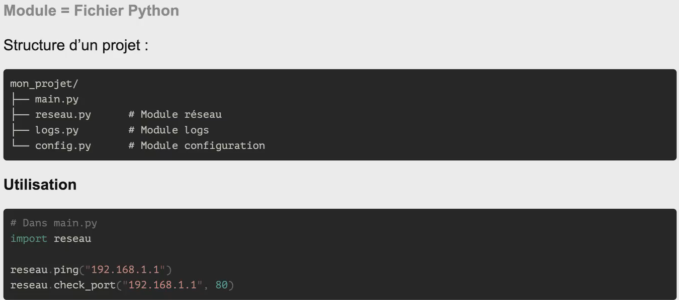 Module = Fichier Python
Structure d'un projet :
mon_projet/
├── main.py
├── reseau.py # Module réseau
├── logs.py # Module logs
└── config.py # Module configuration
Utilisation
# Dans main.py
import reseau
reseau.ping("192.168.1.1")
reseau.check_port("192.168.1.1", 80)